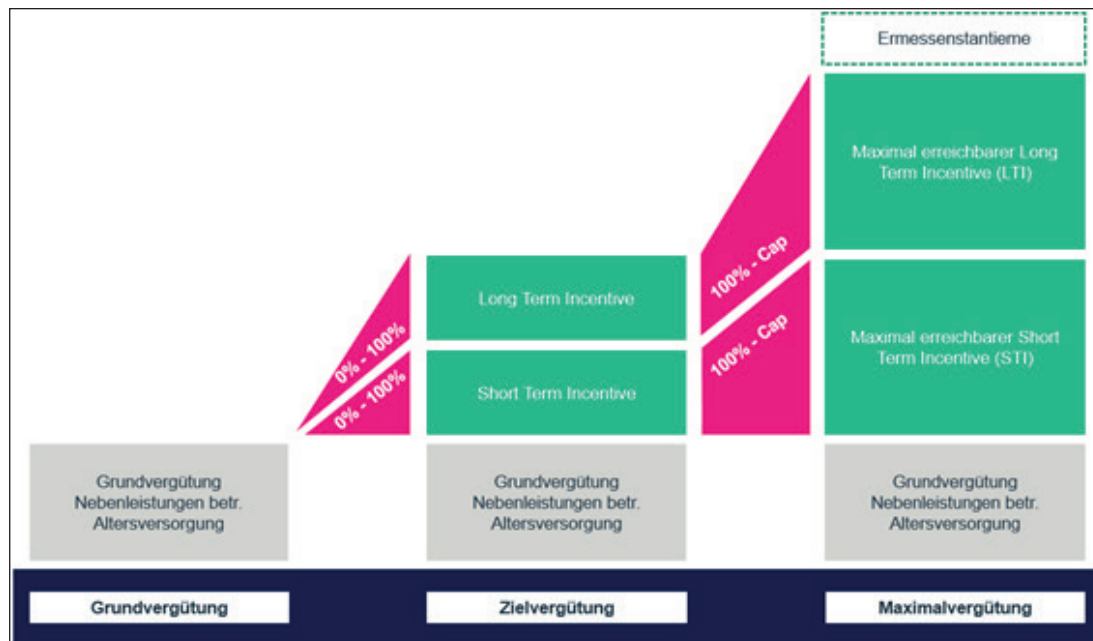 Ermessenstantieme
Maximal erreichbarer Long
Term Incentive (LTI)
100% - Cap
Long Term Incentive
0% - 100%
Maximal erreichbarer Short
Term Incentive (STI)
100% - Cap
Short Term Incentive
0% - 100%
Grundvergütung
Nebenleistungen betr.
Altersversorgung
Grundvergütung
Nebenleistungen betr.
Altersversorgung
Grundvergütung
Nebenleistungen betr.
Altersversorgung
Grundvergütung
Zielvergütung
Maximalvergütung